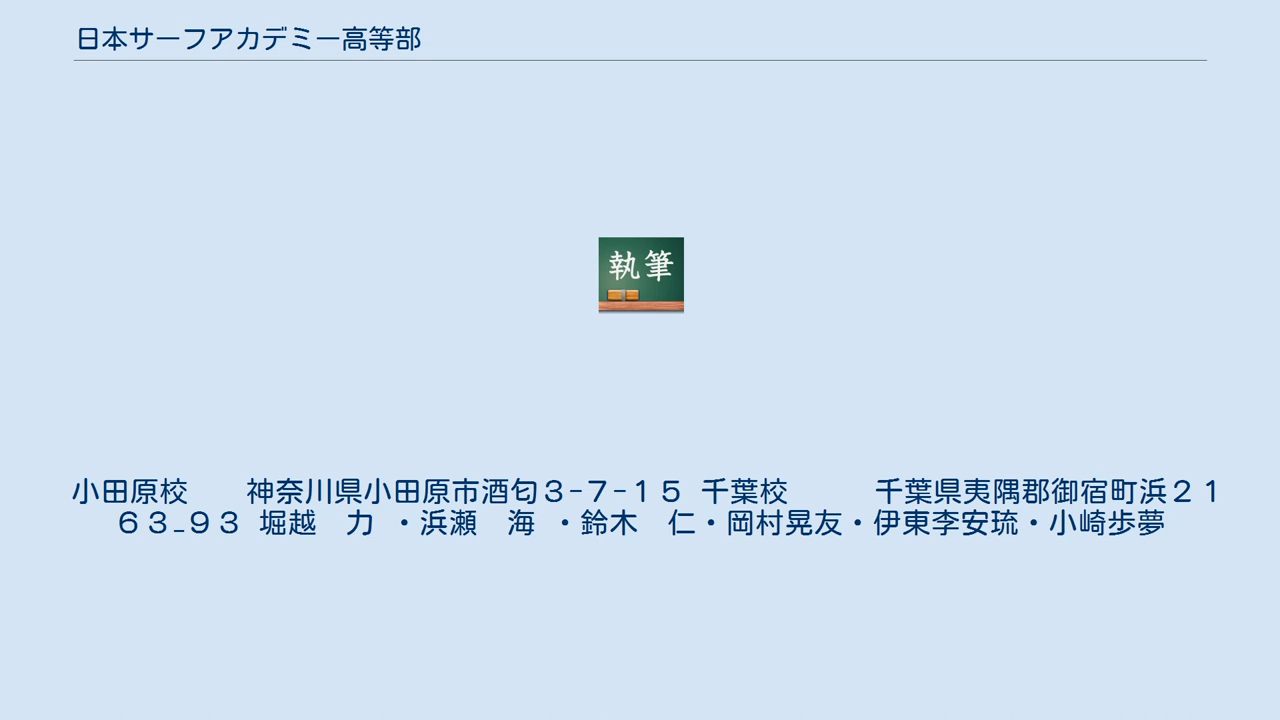 日本サーフアカデミー高等部
執筆
小田原校　　神奈川県小田原市酒匂３-７-１５ 千葉校　　　千葉県夷隅郡御宿町浜２１
６３_９３ 堀越　力 ・浜瀬　海 ・鈴木　仁・岡村晃友・伊東李安琉・小崎歩夢